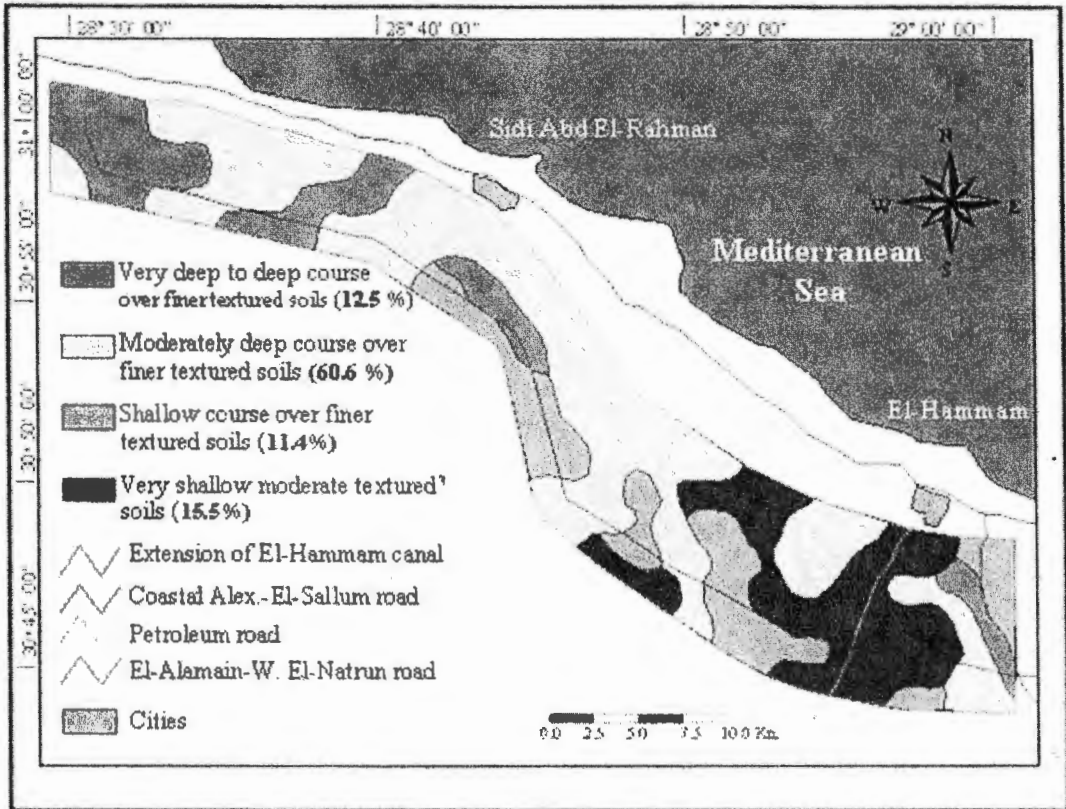 28° 30' 00"
28° 40' 00"
28° 50' 00"
29° 00' 00"
31° 00' 00"
30° 55' 00"
30° 50' 00"
30° 45' 00"
Sidi Abd El-Rahman
N
W
E
S
Mediterranean
Sea
El-Hammam
Very deep to deep course
over finer textured soils (12.5 %)
Moderately deep course over
finer textured soils (60.6 %)
Shallow course over finer
textured soils (11.4%)
Very shallow moderate textured
soils (15.5%)
Extension of El-Hammam canal
Coastal Alex.-El-Sallum road
Petroleum road
El-Alamain-W. El-Natrun road
Cities
0.0 2.5 5.0 7.5 10.0 Km.